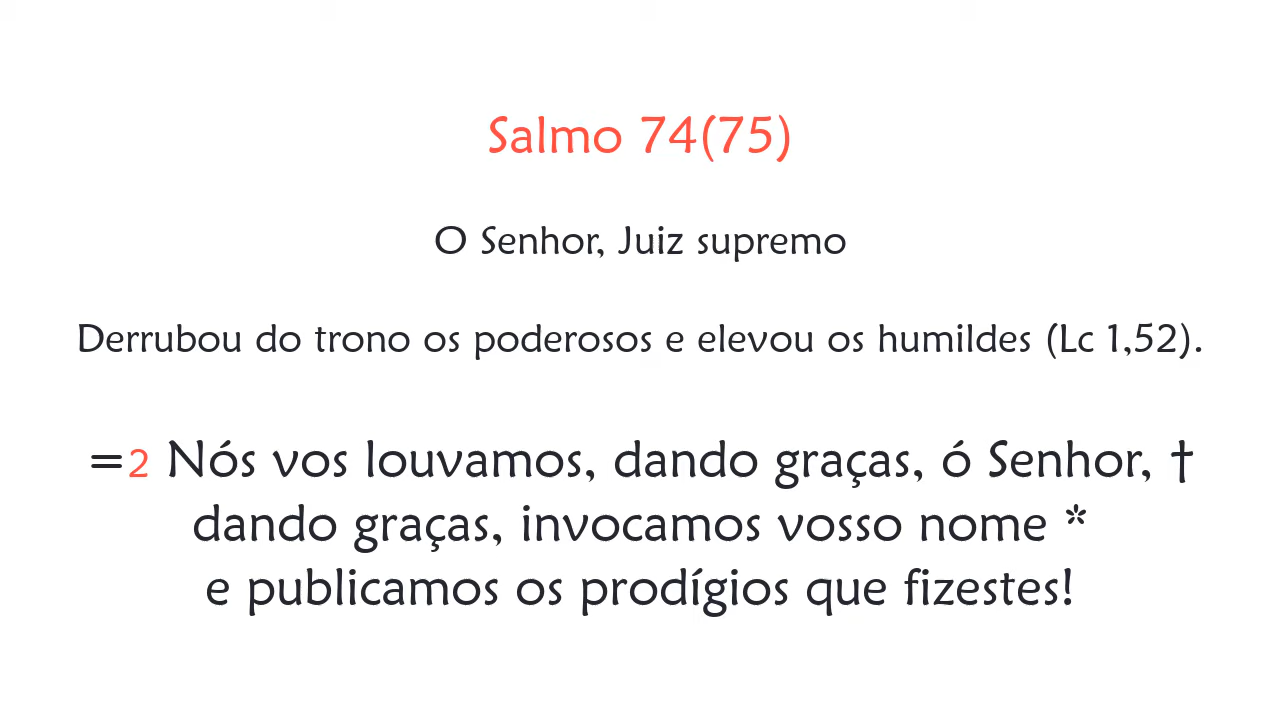 Salmo 74(75)
O Senhor, Juiz supremo
Derrubou do trono os poderosos e elevou os humildes (Lc 1,52).
=2 Nós vos louvamos, dando graças, ó Senhor, †
dando graças, invocamos vosso nome *
e publicamos os prodígios que fizestes!